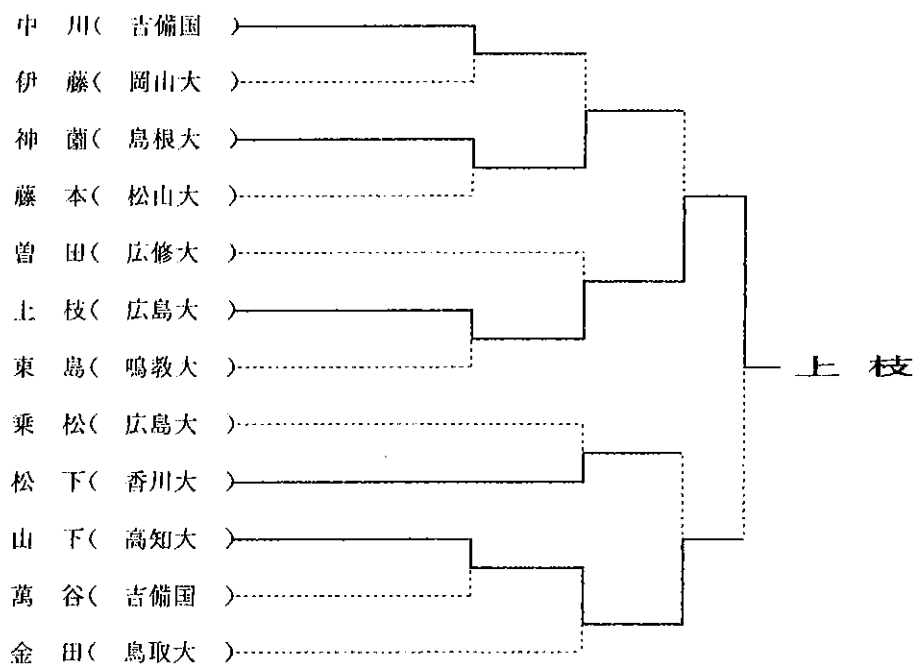 中 川( 吉備国 )
伊 藤( 岡山大 )
神 薗( 島根大 )
藤 本( 松山大 )
曽 田( 広修大 )
上 枝( 広島大 )
東 島( 鳴教大 )
上 枝
乗 松( 広島大 )
松 下( 香川大 )
山 下( 高知大 )
萬 谷( 吉備国 )
金 田( 鳥取大 )